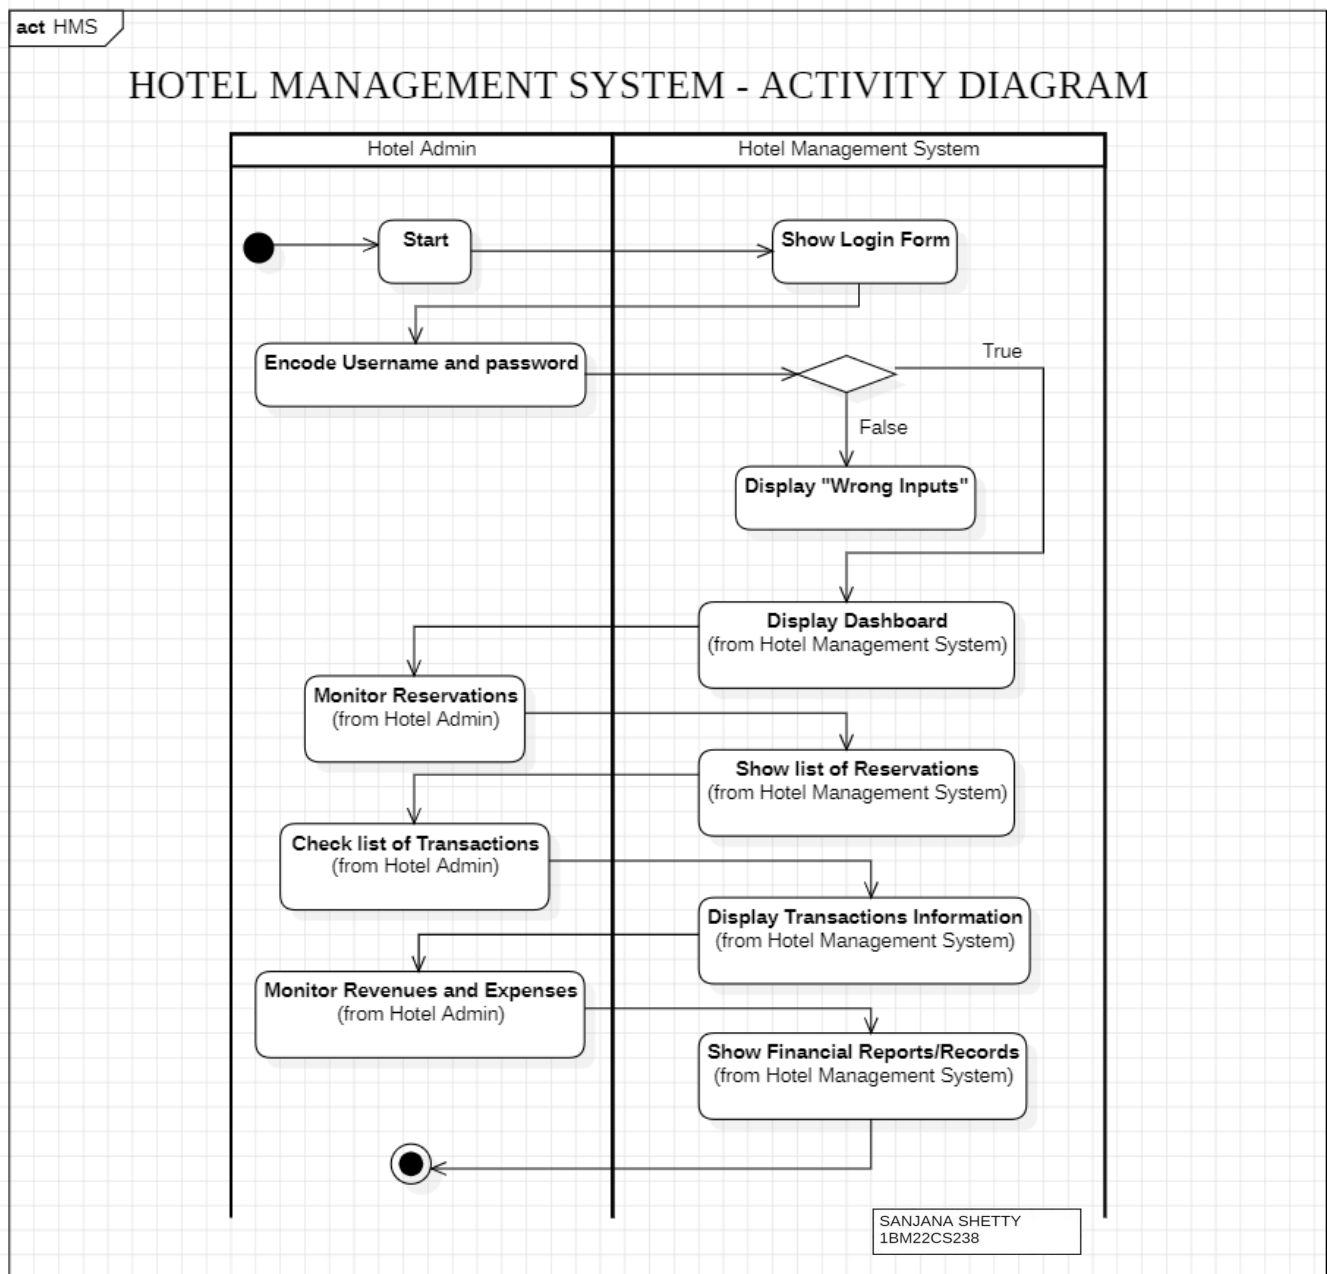 act HMS
HOTEL MANAGEMENT SYSTEM - ACTIVITY DIAGRAM
Hotel Admin
Hotel Management System
Start
Show Login Form
Encode Username and password
True
False
Display "Wrong Inputs"
Display Dashboard
(from Hotel Management System)
Monitor Reservations
(from Hotel Admin)
Show list of Reservations
(from Hotel Management System)
Check list of Transactions
(from Hotel Admin)
Display Transactions Information
(from Hotel Management System)
Monitor Revenues and Expenses
(from Hotel Admin)
Show Financial Reports/Records
(from Hotel Management System)
SANJANA SHETTY
1BM22CS238